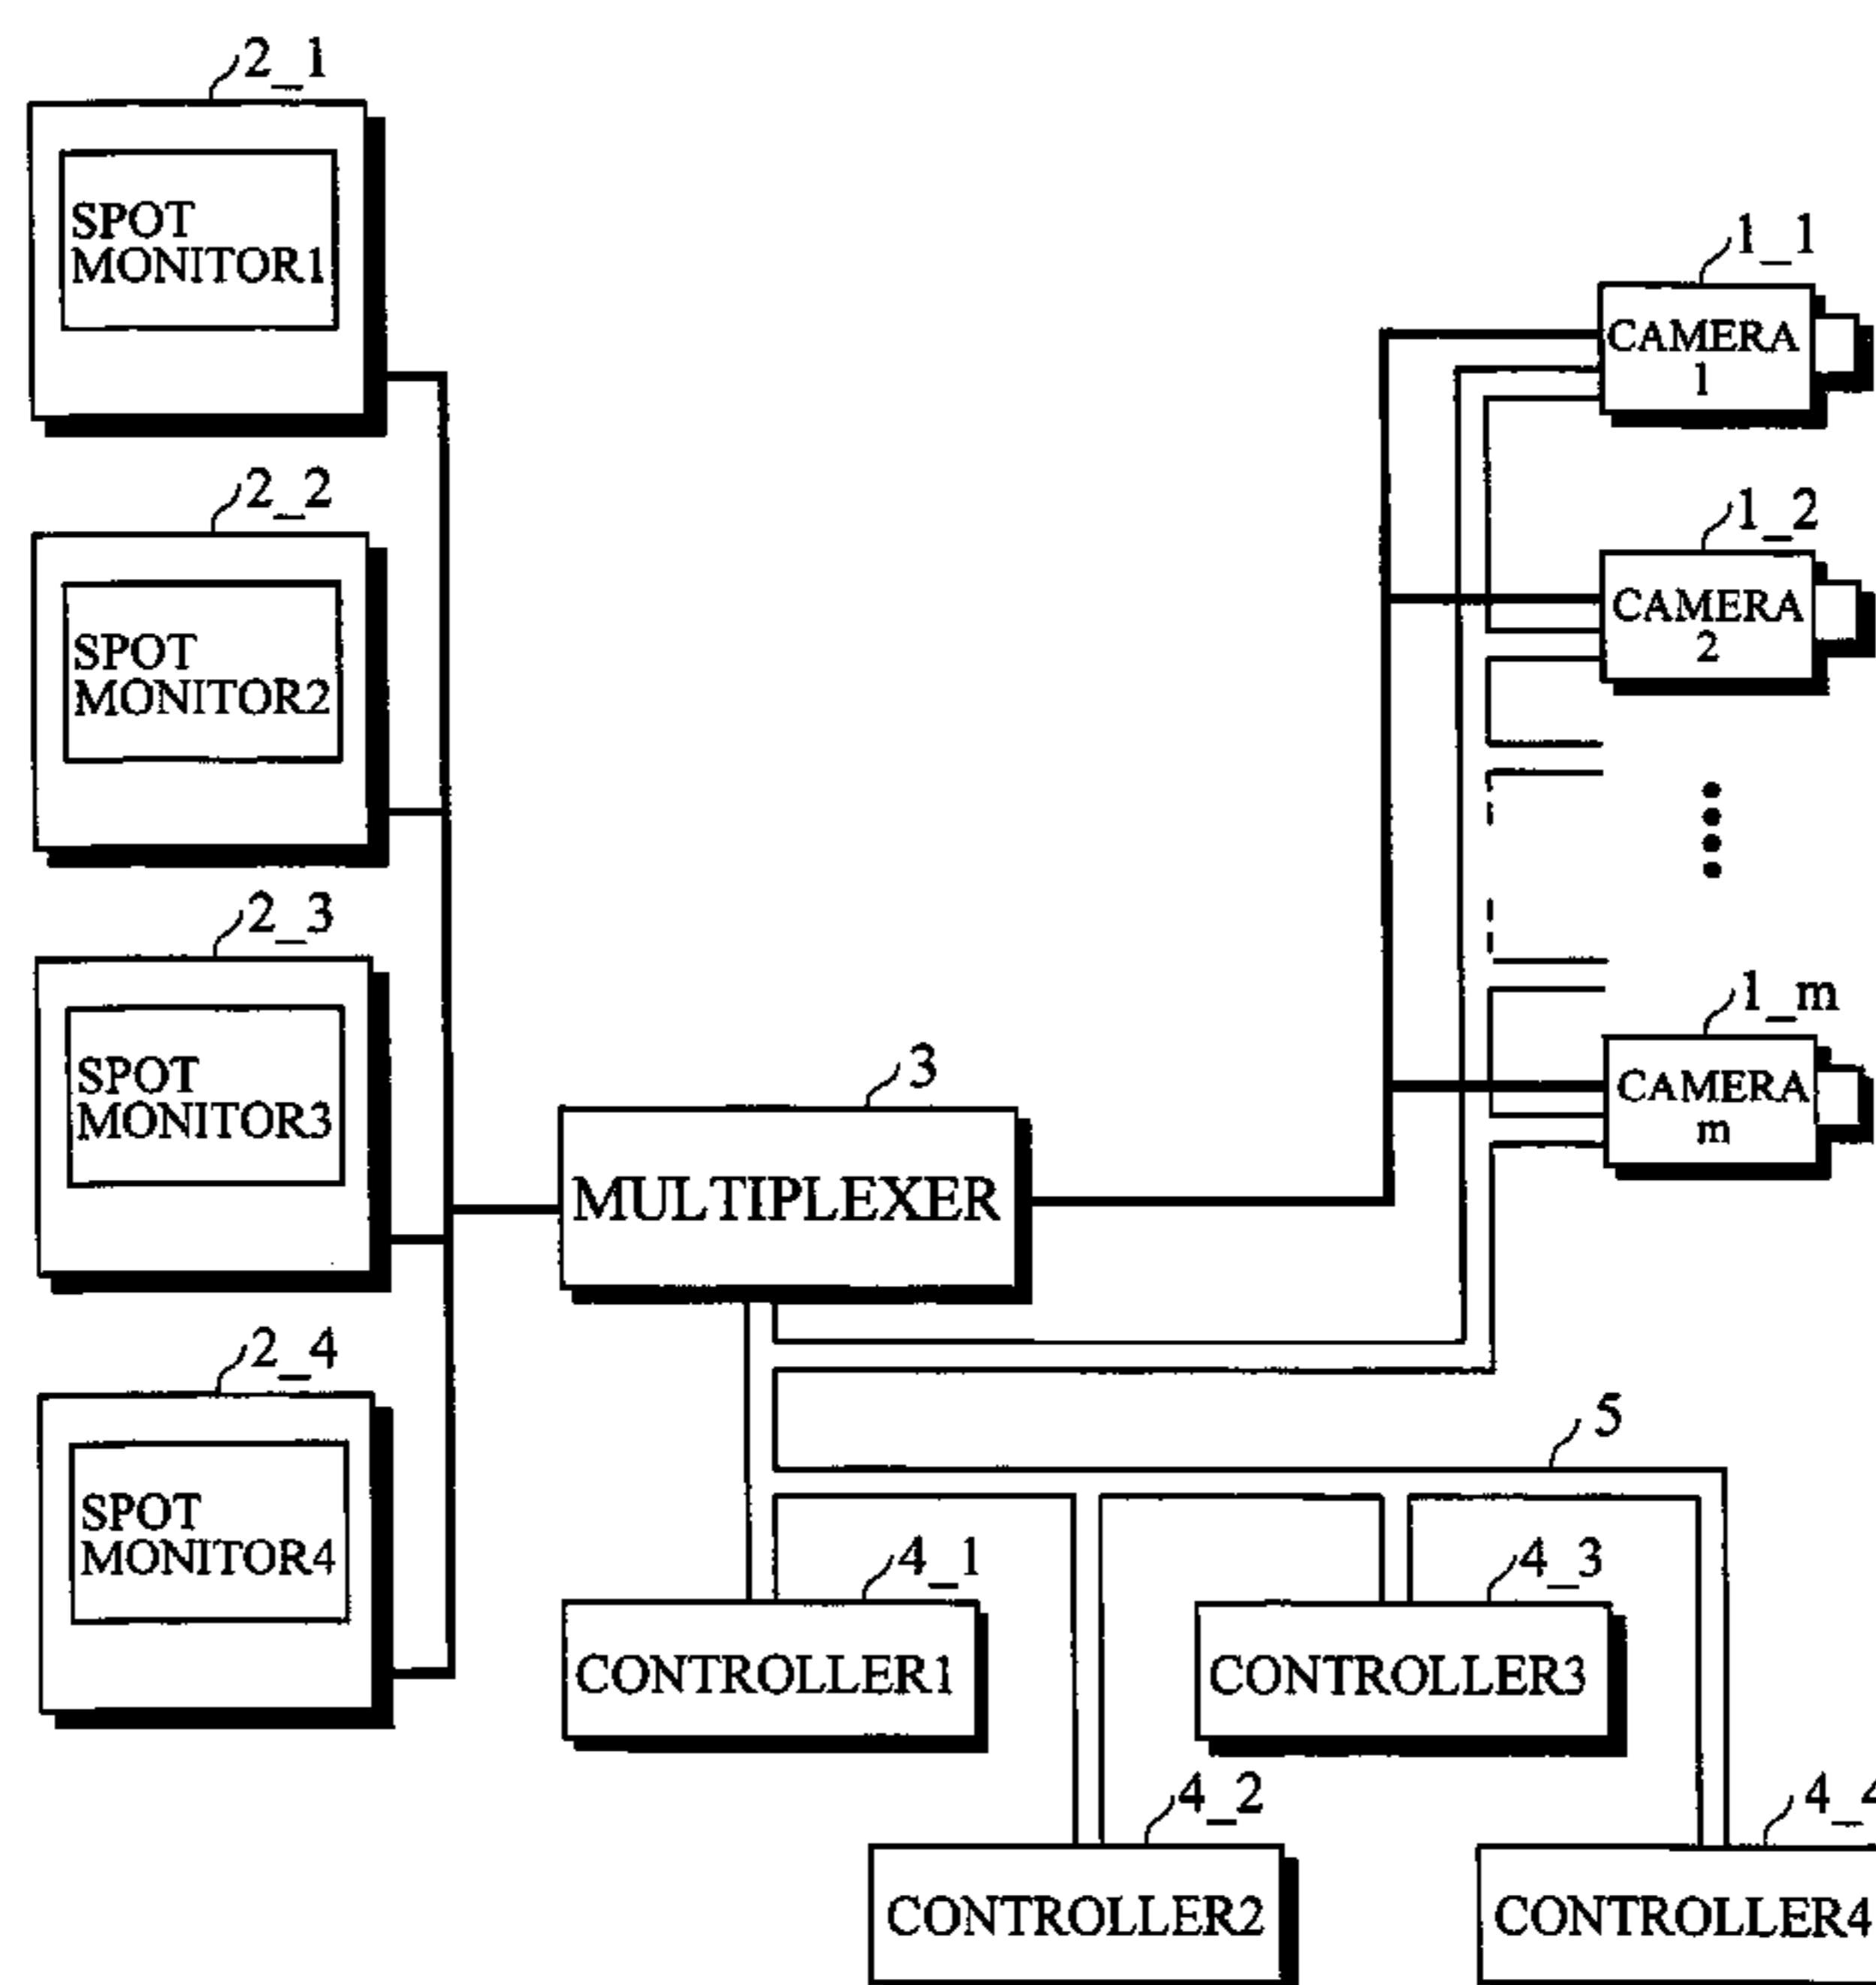 2_1
SPOT
MONITOR1
2_2
SPOT
MONITOR2
2_3
SPOT
MONITOR3
2_4
SPOT
MONITOR4
1_1
CAMERA
1
1_2
CAMERA
2
1_m
CAMERA
m
3
MULTIPLEXER
5
4_1
CONTROLLER1
4_3
CONTROLLER3
4_2
CONTROLLER2
4_4
CONTROLLER4